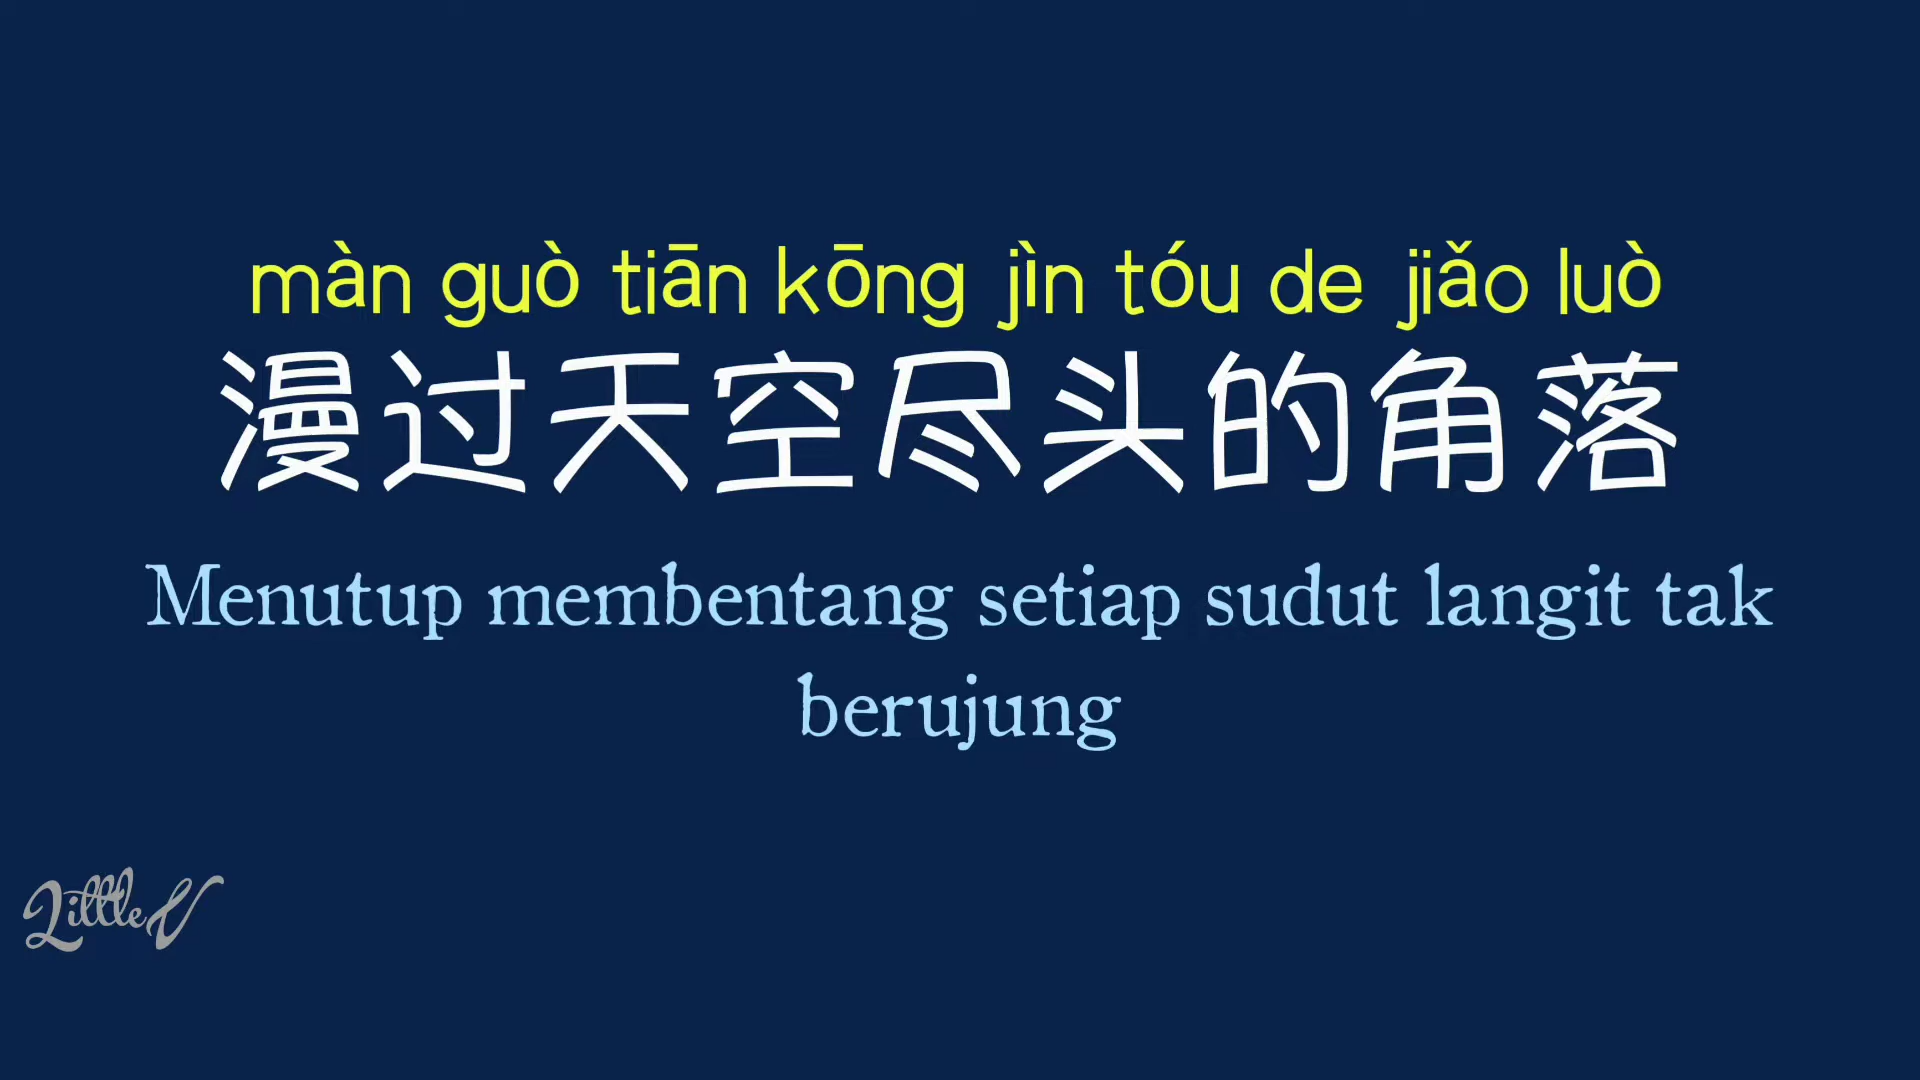 màn guò tiān kōng jìn tóu de jiǎo luò
漫过天空尽头的角落
Menutup membentang setiap sudut langit tak
berujung
LittleV